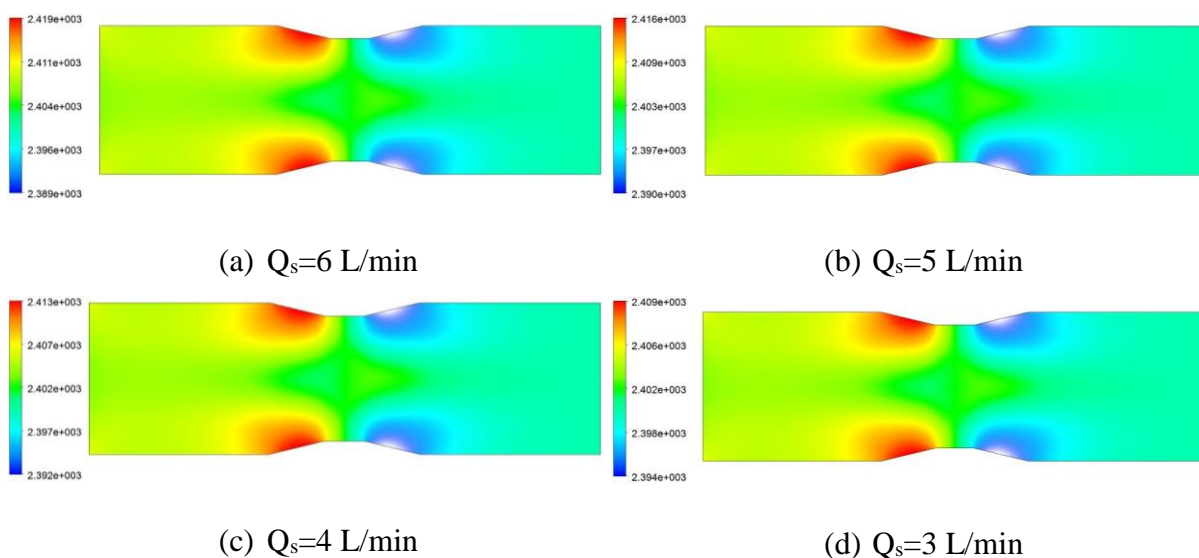 2.419e+003
2.411e+003
2.404e+003
2.396e+003
2.389e+003
(a) Qs=6 L/min
2.416e+003
2.409e+003
2.403e+003
2.397e+003
2.390e+003
(b) Qs=5 L/min
2.413e+003
2.407e+003
2.402e+003
2.397e+003
2.392e+003
(c) Qs=4 L/min
2.409e+003
2.406e+003
2.402e+003
2.398e+003
2.394e+003
(d) Qs=3 L/min